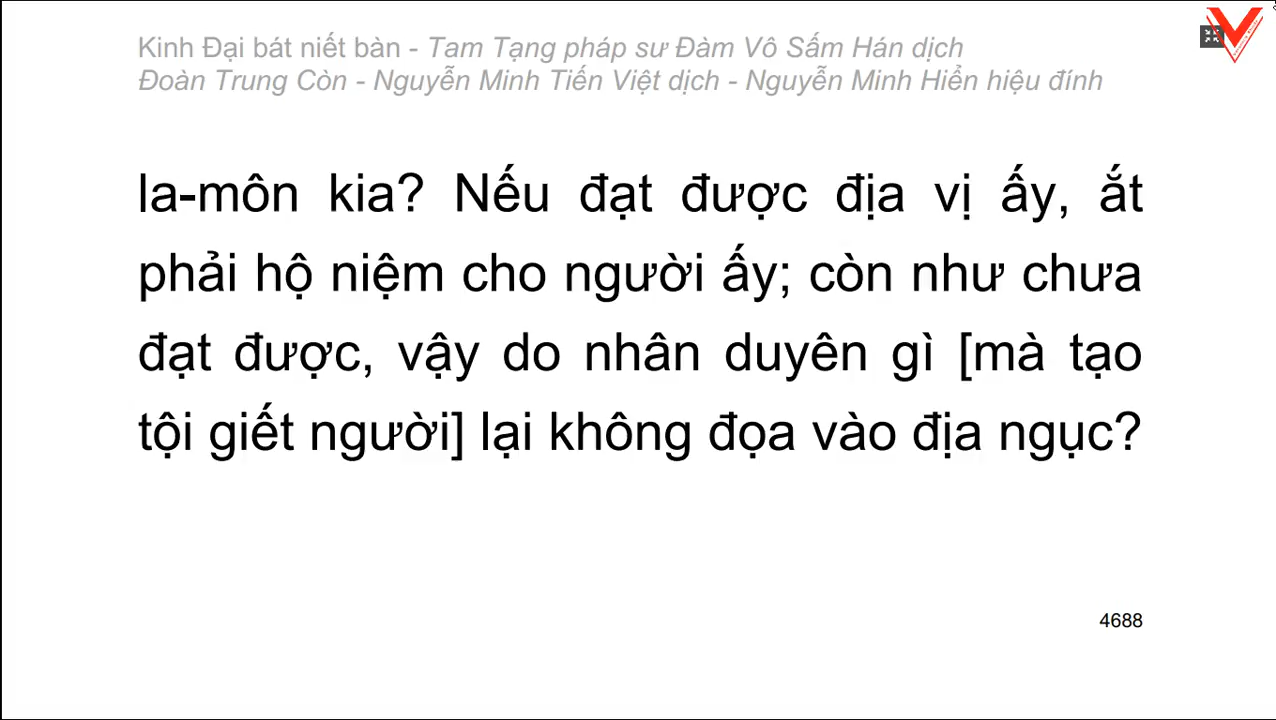 Kinh Đại bát niết bàn - Tam Tạng pháp sư Đàm Vô Sấm Hán dịch
Đoàn Trung Còn - Nguyễn Minh Tiến Việt dịch - Nguyễn Minh Hiển hiệu đính
la-môn kia? Nếu đạt được địa vị ấy, ắt
phải hộ niệm cho người ấy; còn như chưa
đạt được, vậy do nhân duyên gì [mà tạo
tội giết người] lại không đọa vào địa ngục?
4688